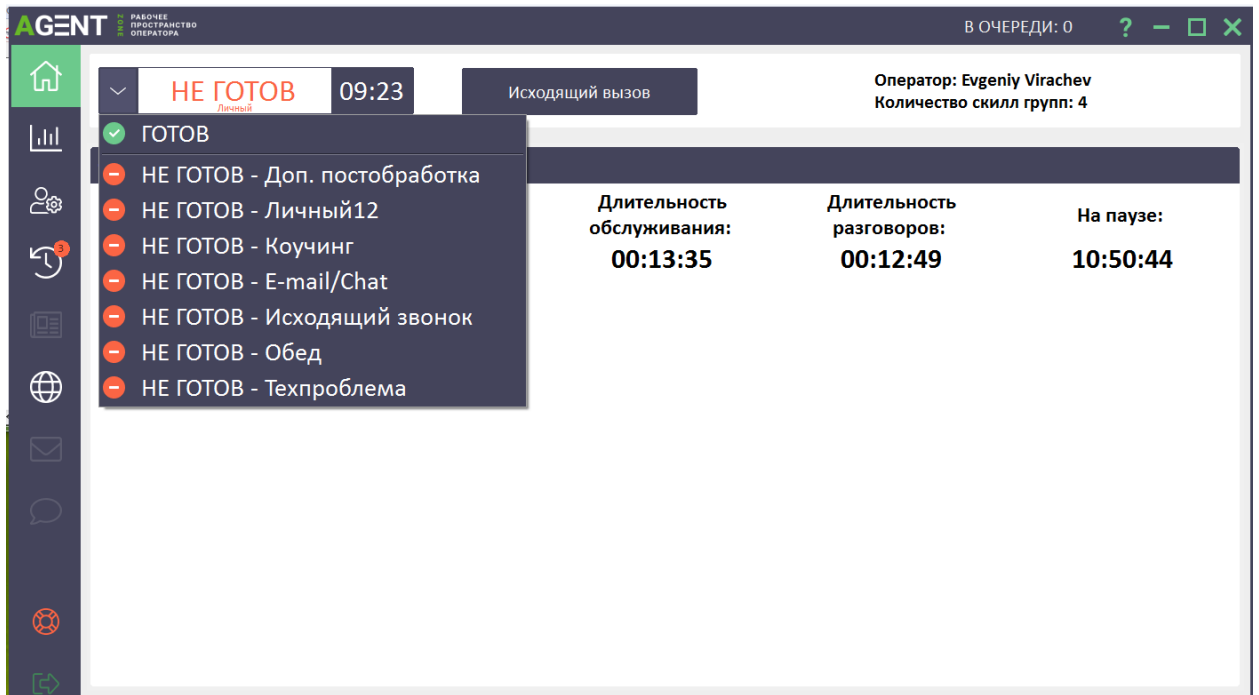 AGENT ZONE РАБОЧЕЕ
ПРОСТРАНСТВО
ОПЕРАТОРА
В ОЧЕРЕДИ: 0
?
НЕ ГОТОВ
Личный
09:23
Исходящий вызов
Оператор: Evgeniy Virachev
Количество скилл групп: 4
ГОТОВ
НЕ ГОТОВ - Доп. постобработка
НЕ ГОТОВ - Личный12
НЕ ГОТОВ - Коучинг
НЕ ГОТОВ - E-mail/Chat
НЕ ГОТОВ - Исходящий звонок
НЕ ГОТОВ - Обед
НЕ ГОТОВ - Техпроблема
Длительность
обслуживания:
00:13:35
Длительность
разговоров:
00:12:49
На паузе:
10:50:44
3